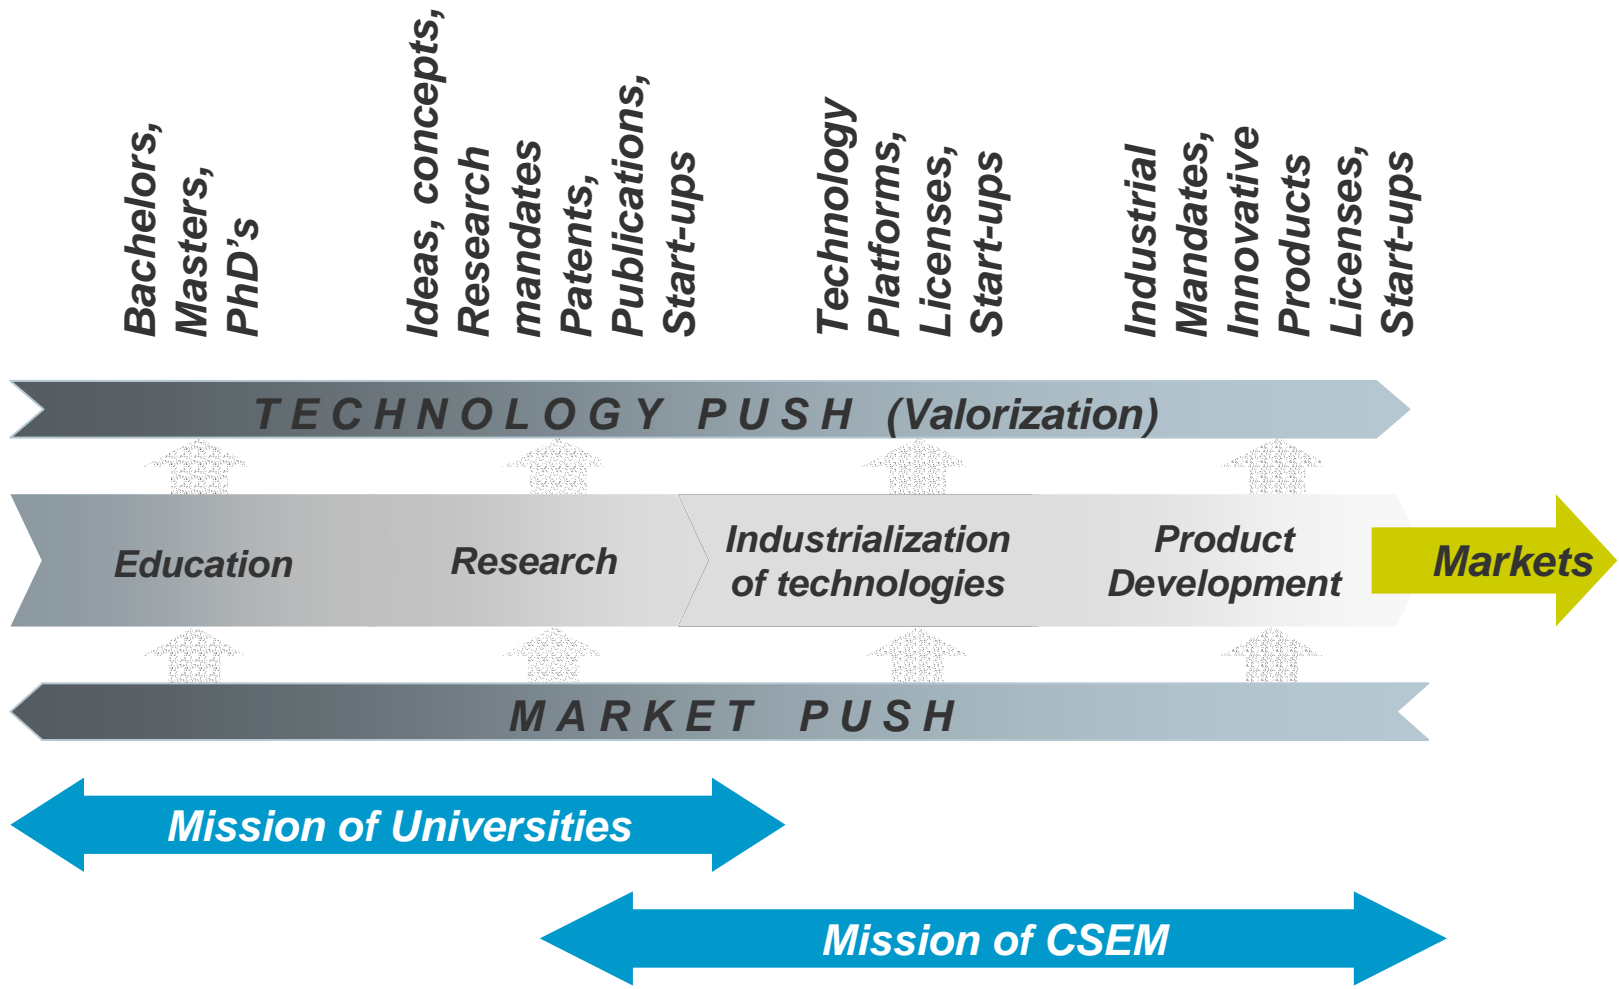 Bachelors,
Masters,
PhD’s
Ideas, concepts,
Research
mandates
Patents,
Publications,
Start-ups
Technology
Platforms,
Licenses,
Start-ups
Industrial
Mandates,
Innovative
Products
Licenses,
Start-ups
TECHNOLOGY PUSH (Valorization)
Education
Research
Industrialization
of technologies
Product
Development
Markets
MARKET PUSH
Mission of Universities
Mission of CSEM